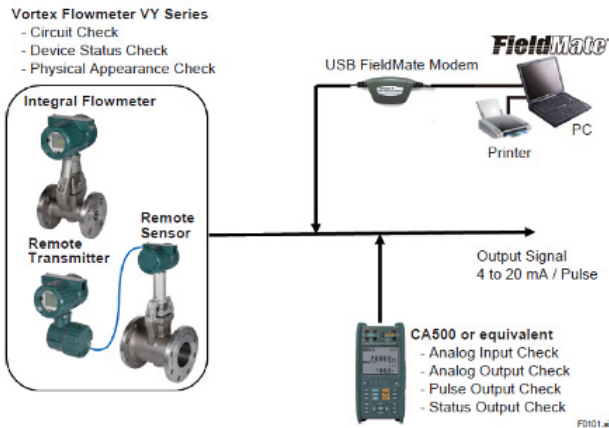 Vortex Flowmeter VY Series
- Circuit Check
- Device Status Check
- Physical Appearance Check
Integral Flowmeter
Remote
Sensor
Remote
Transmitter
FieldMate
USB FieldMate Modem
PC
Printer
Output Signal
4 to 20 mA / Pulse
CA500 or equivalent
- Analog Input Check
- Analog Output Check
- Pulse Output Check
- Status Output Check